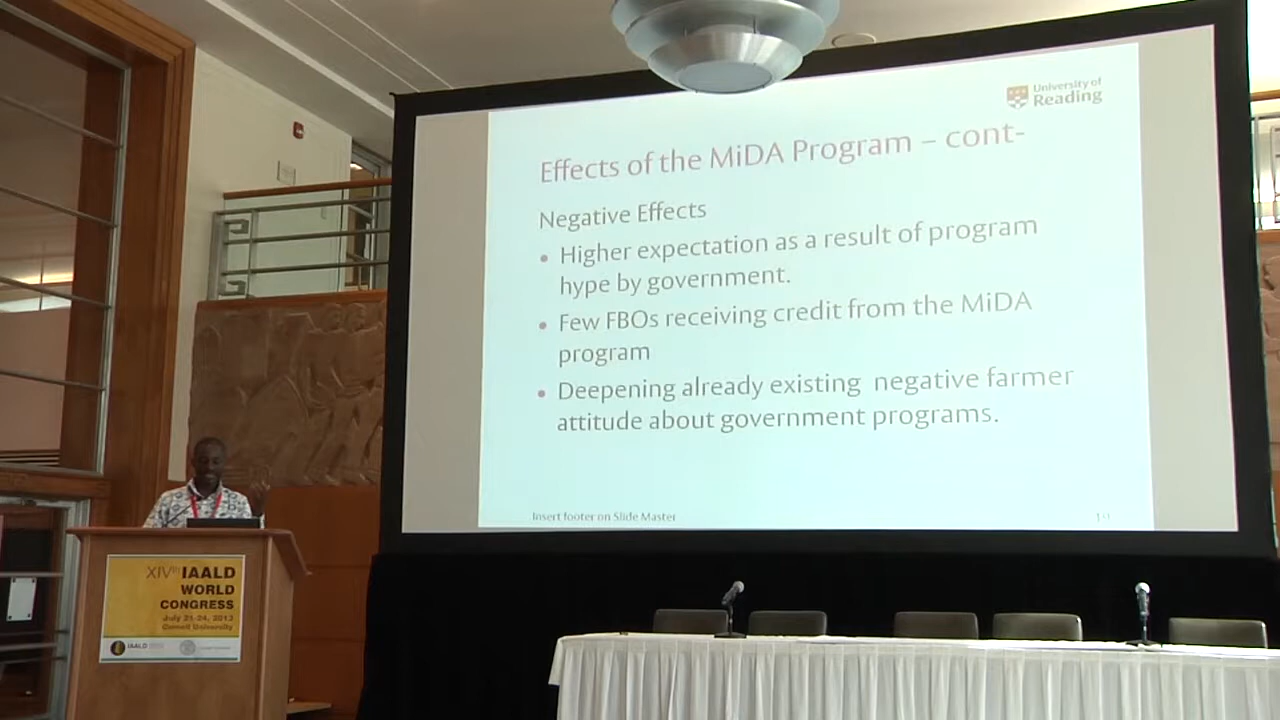 University of
Reading
Effects of the MiDA Program – cont-
Negative Effects
• Higher expectation as a result of program
hype by government.
• Few FBOs receiving credit from the MiDA
program
• Deepening already existing negative farmer
attitude about government programs.
Insert footer on Slide Master
XIVth IAALD
WORLD
CONGRESS
July 21-24, 2013
Cornell University
IAALD